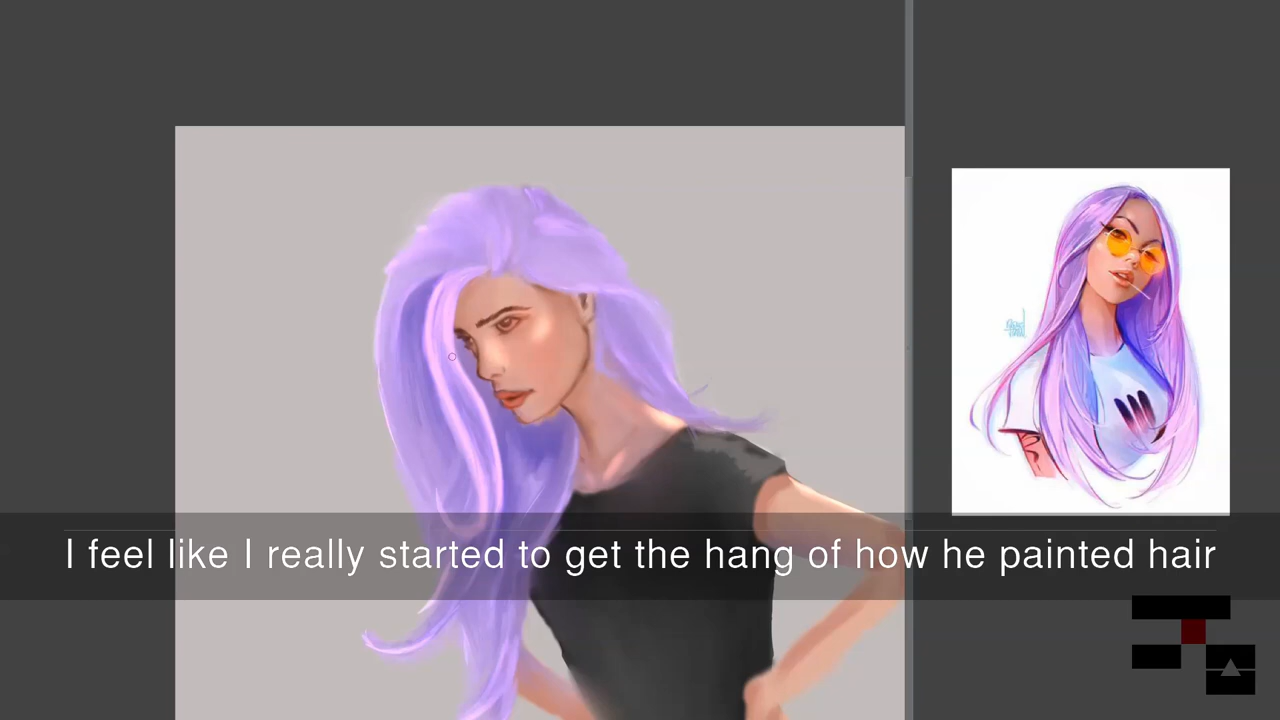 I feel like I really started to get the hang of how he painted hair